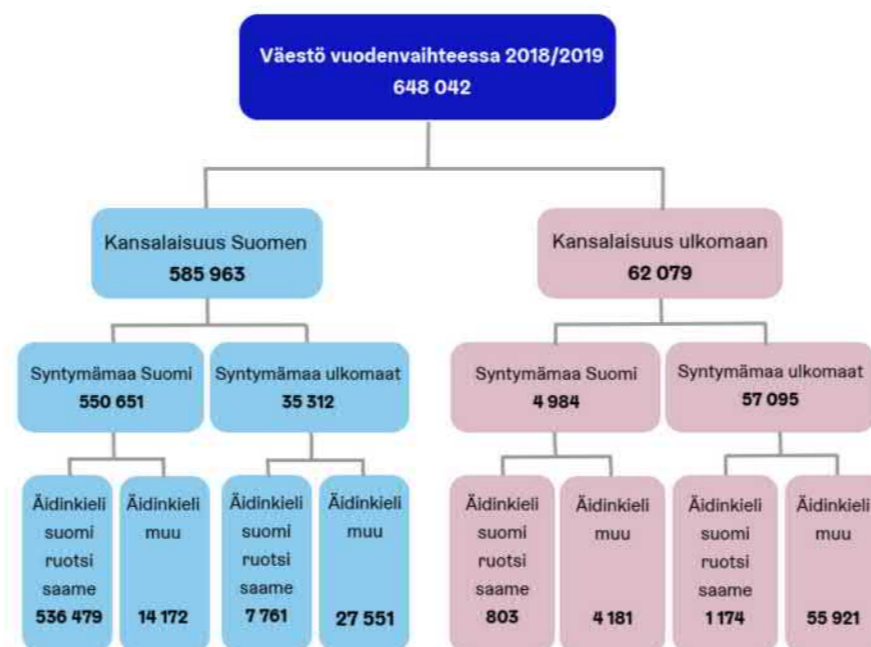 Väestö vuodenvaihteessa 2018/2019
648 042
Kansalaisuus Suomen
585 963
Kansalaisuus ulkomaan
62 079
Syntymämaa Suomi
550 651
Syntymämaa ulkomaat
35 312
Syntymämaa Suomi
4 984
Syntymämaa ulkomaat
57 095
Äidinkieli
suomi
ruotsi
saame
536 479
Äidinkieli
muu
14 172
Äidinkieli
suomi
ruotsi
saame
7 761
Äidinkieli
muu
27 551
Äidinkieli
suomi
ruotsi
saame
803
Äidinkieli
muu
4 181
Äidinkieli
suomi
ruotsi
saame
1 174
Äidinkieli
muu
55 921